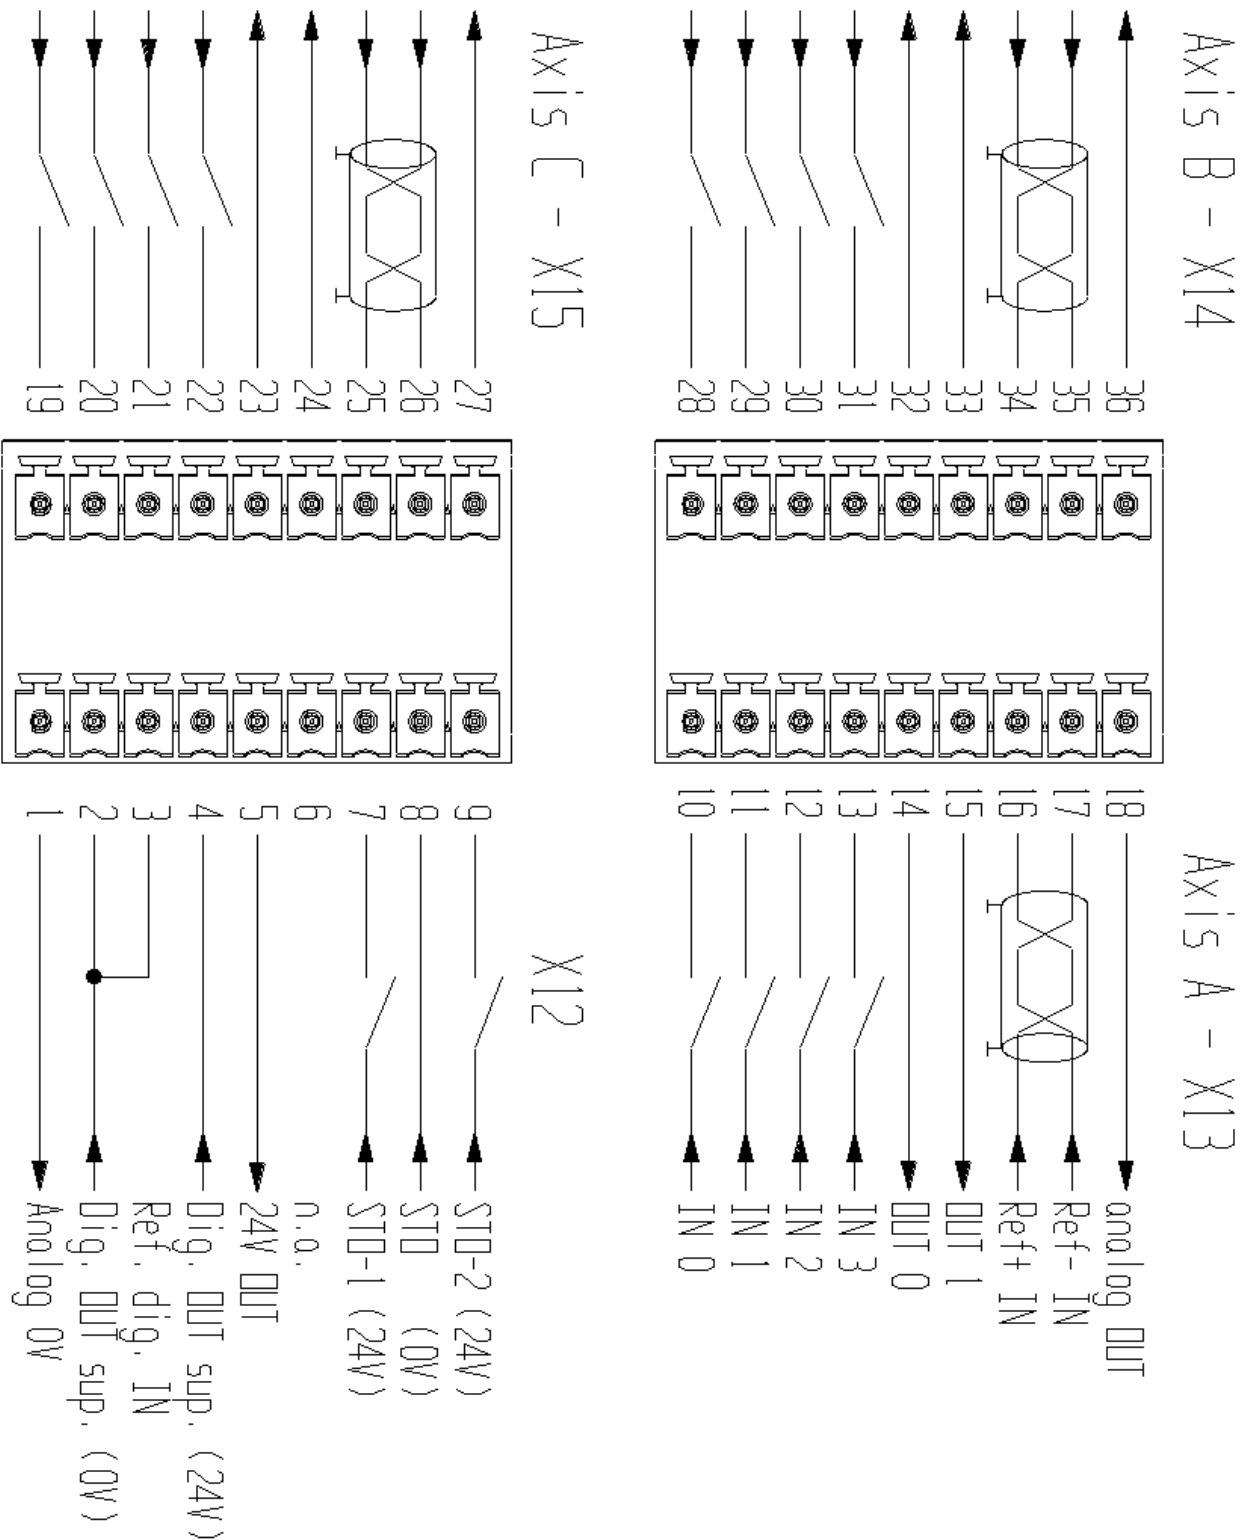 Axis B - X14
36
35
34
33
32
31
30
29
28
Axis C - X15
27
26
25
24
23
22
21
20
19
Axis A - X13
18 analog OUT
17 Ref- IN
16 Ref+ IN
15 OUT 1
14 OUT 0
13 IN 3
12 IN 2
11 IN 1
10 IN 0
X12
9 STO-2 (24V)
8 STO (0V)
7 STO-1 (24V)
6 n.a.
5 24V OUT
4 Dig. OUT sup. (24V)
3 Ref. dig. IN
2 Dig. OUT sup. (0V)
1 Analog 0V